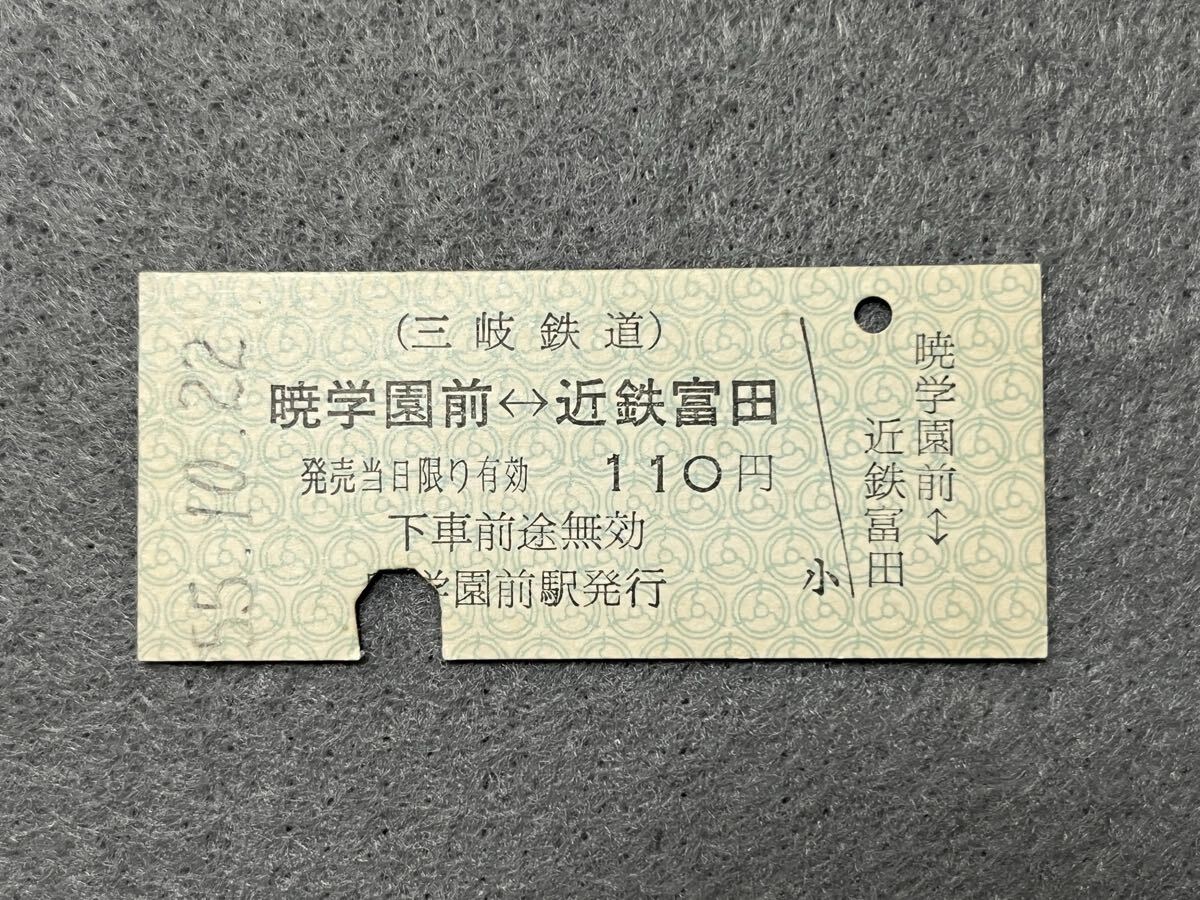 (三岐鉄道)
暁学園前↔近鉄富田
発売当日限り有効 110円
下車前途無効
学園前駅発行
小
暁学園前↕
近鉄富田
55.10.22